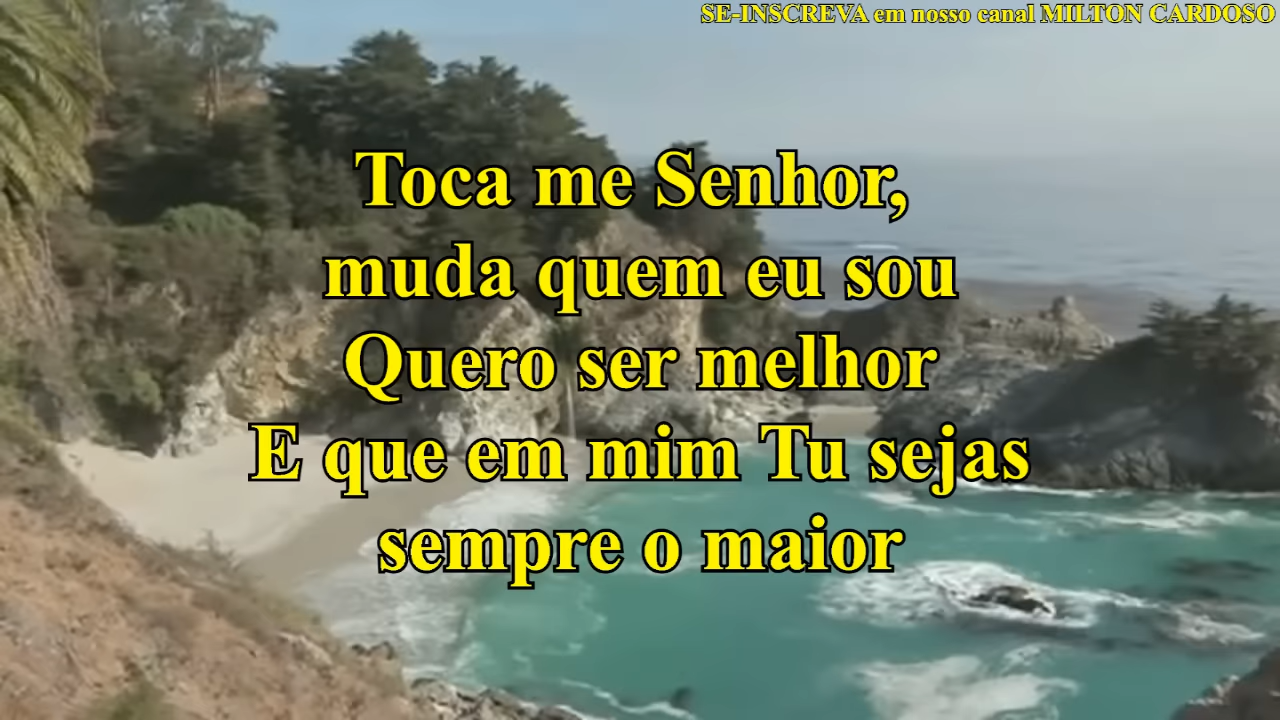 SE-INSCREVA em nosso canal MILTON CARDOSO
Toca me Senhor,
muda quem eu sou
Quero ser melhor
E que em mim Tu sejas
sempre o maior